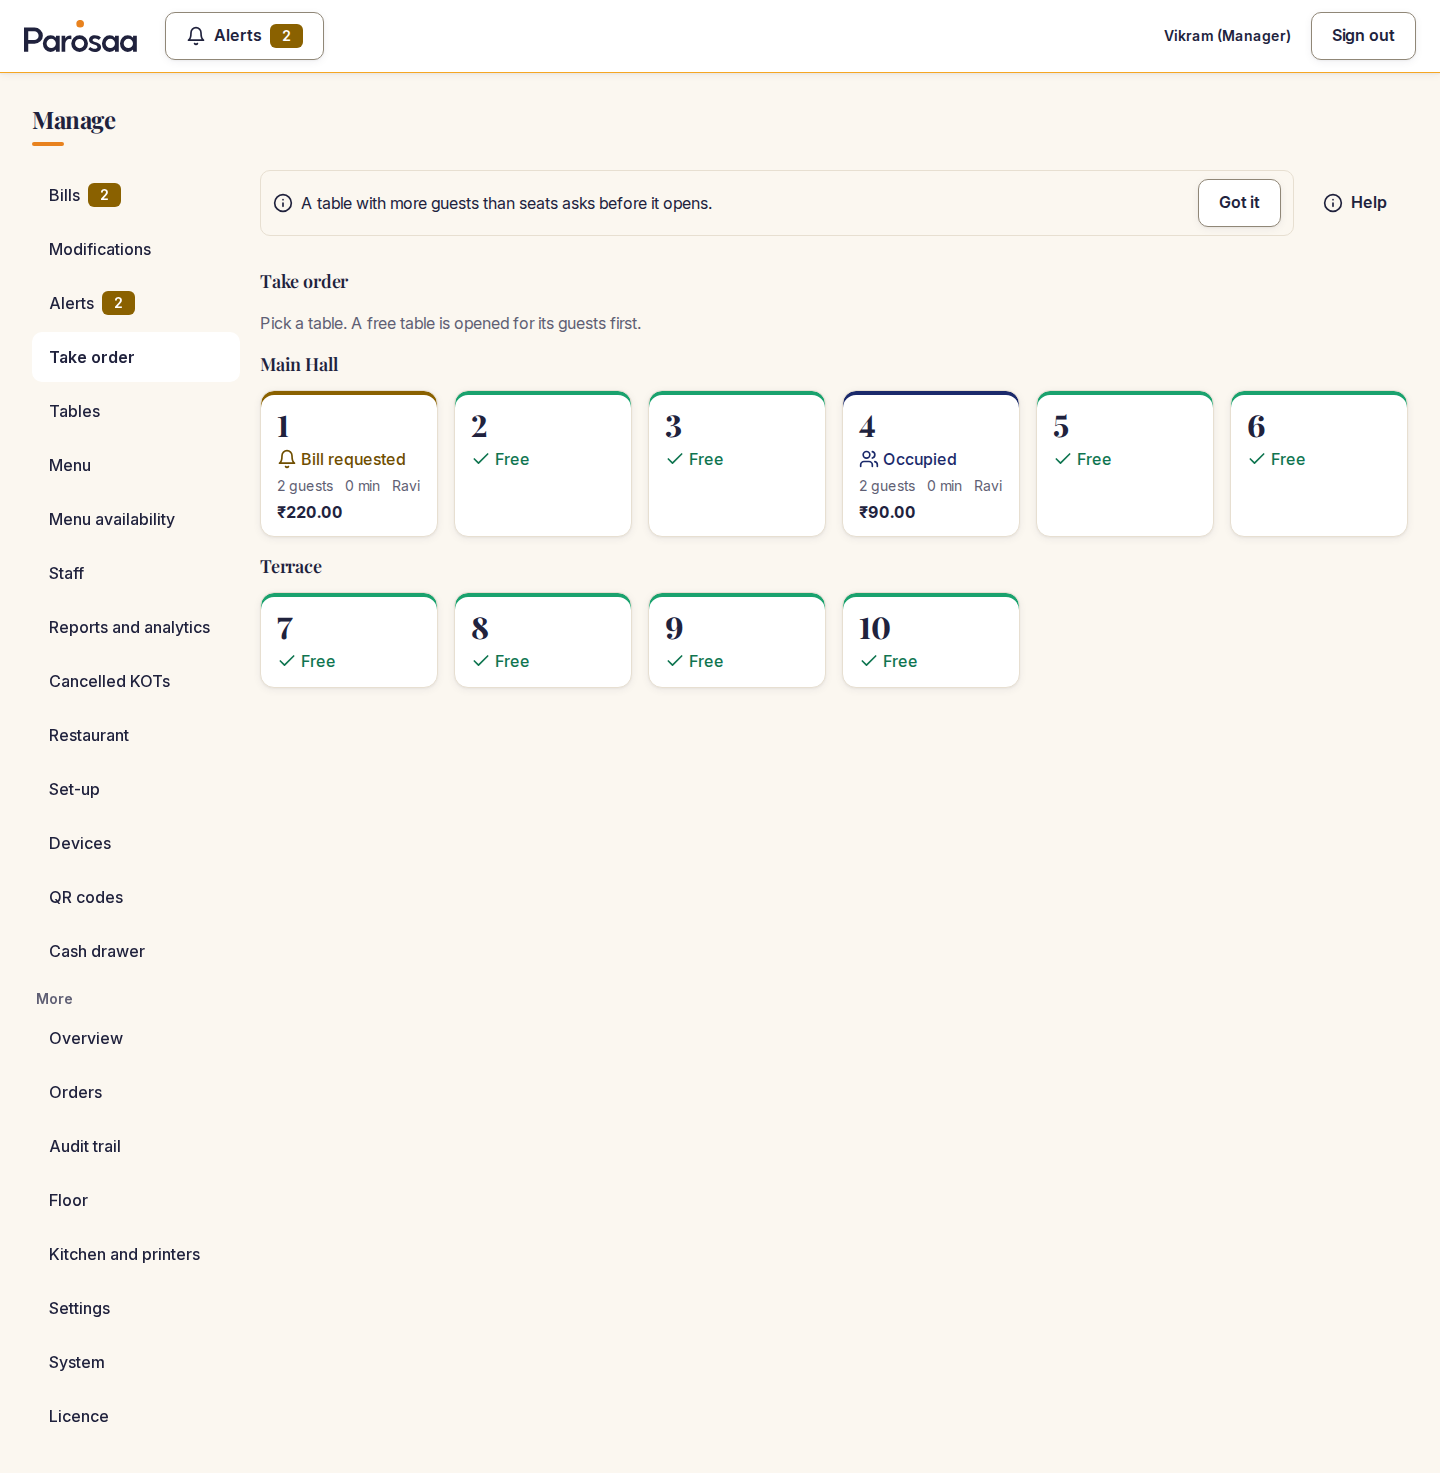 Parosaa
Alerts 2
Vikram (Manager)
Sign out
Manage
Bills 2
Modifications
Alerts 2
Take order
Tables
Menu
Menu availability
Staff
Reports and analytics
Cancelled KOTs
Restaurant
Set-up
Devices
QR codes
Cash drawer
More
Overview
Orders
Audit trail
Floor
Kitchen and printers
Settings
System
Licence
A table with more guests than seats asks before it opens.
Got it
Help
Take order
Pick a table. A free table is opened for its guests first.
Main Hall
1
Bill requested
2 guests 0 min Ravi
₹220.00
2
Free
3
Free
4
Occupied
2 guests 0 min Ravi
₹90.00
5
Free
6
Free
Terrace
7
Free
8
Free
9
Free
10
Free